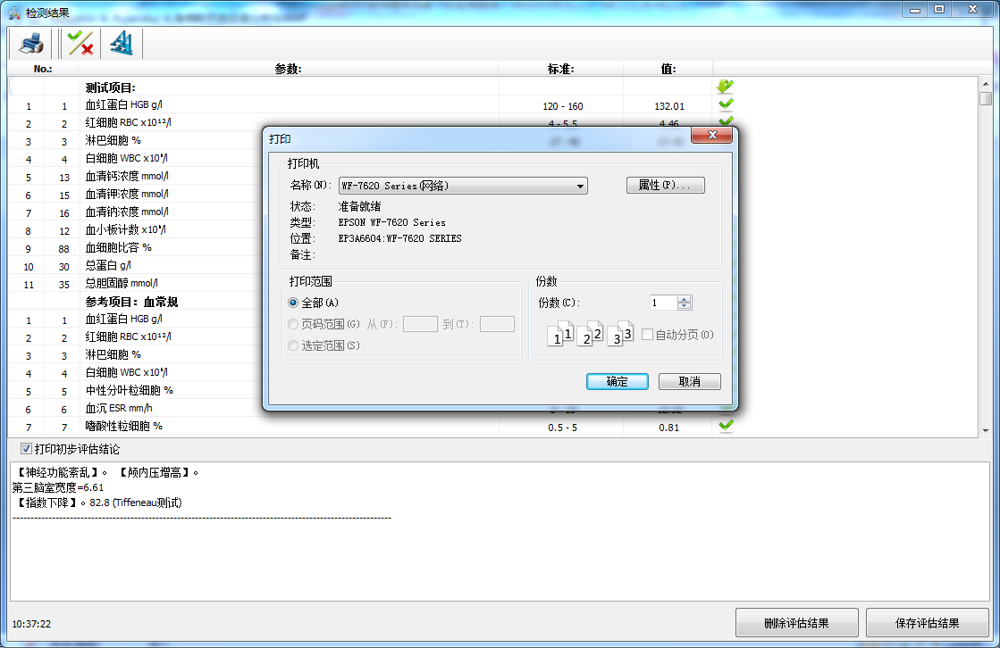 检测结果
No.: 参数: 标准: 值:
测试项目:
1 1 血红蛋白 HGB g/l 120 - 160 132.01
2 2 红细胞 RBC x10¹²/l 4 - 5.5 4.46
3 3 淋巴细胞 %
4 4 白细胞 WBC x10⁹/l
5 13 血清钙浓度 mmol/l
6 15 血清钾浓度 mmol/l
7 16 血清钠浓度 mmol/l
8 12 血小板计数 x10⁹/l
9 88 血细胞比容 %
10 30 总蛋白 g/l
11 35 总胆固醇 mmol/l
参考项目: 血常规
1 1 血红蛋白 HGB g/l
2 2 红细胞 RBC x10¹²/l
3 3 淋巴细胞 %
4 4 白细胞 WBC x10⁹/l
5 5 中性分叶粒细胞 %
6 6 血沉 ESR mm/h
7 7 嗜酸性粒细胞 % 0.5 - 5 0.81
打印
打印机
名称(N): WF-7620 Series(网络) 属性(P)...
状态: 准备就绪
类型: EPSON WF-7620 Series
位置: EP3A6604:WF-7620 SERIES
备注:
打印范围
全部(A)
页码范围(G) 从(F): 到(T):
选定范围(S)
份数
份数(C): 1
1 1 2 2 3 3 自动分页(O)
确定 取消
打印初步评估结论
【神经功能紊乱】。 【颅内压增高】。
第三脑室宽度=6.61
【指数下降】。82.8 (Tiffeneau测试)
10:37:22
删除评估结果 保存评估结果